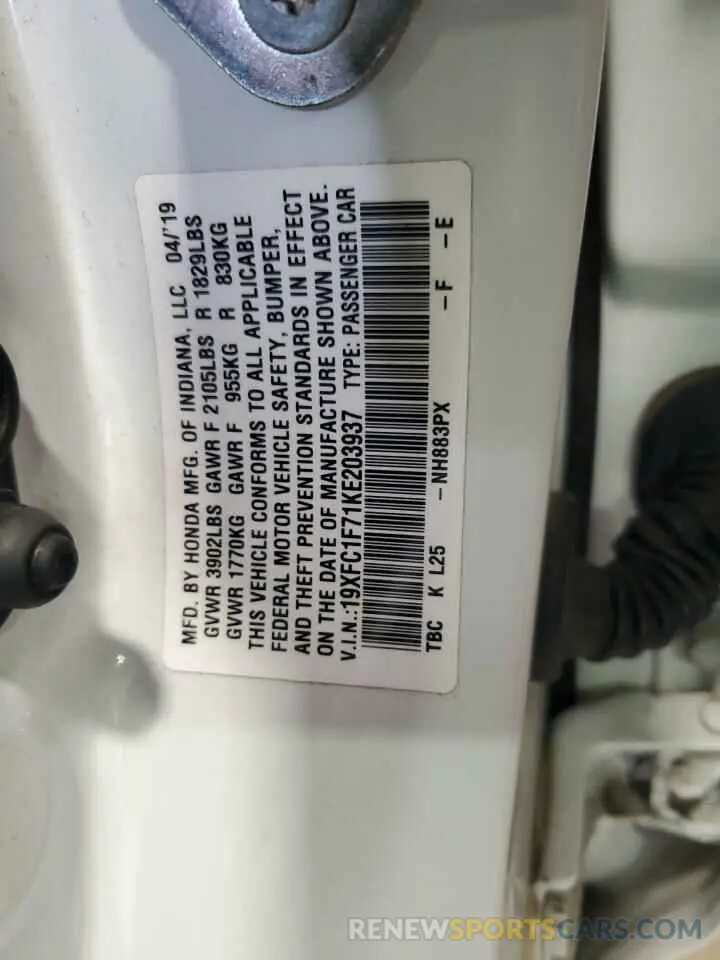 MFD. BY HONDA MFG. OF INDIANA, LLC 04/'19
GVWR 3902LBS GAWR F 2105LBS R 1829LBS
GVWR 1770KG GAWR F 955KG R 830KG
THIS VEHICLE CONFORMS TO ALL APPLICABLE
FEDERAL MOTOR VEHICLE SAFETY, BUMPER,
AND THEFT PREVENTION STANDARDS IN EFFECT
ON THE DATE OF MANUFACTURE SHOWN ABOVE.
V.I.N.:19XFC1F71KE203937 TYPE: PASSENGER CAR
TBC K L25 -NH883PX -F -E
RENEWSPORTSCARS.COM